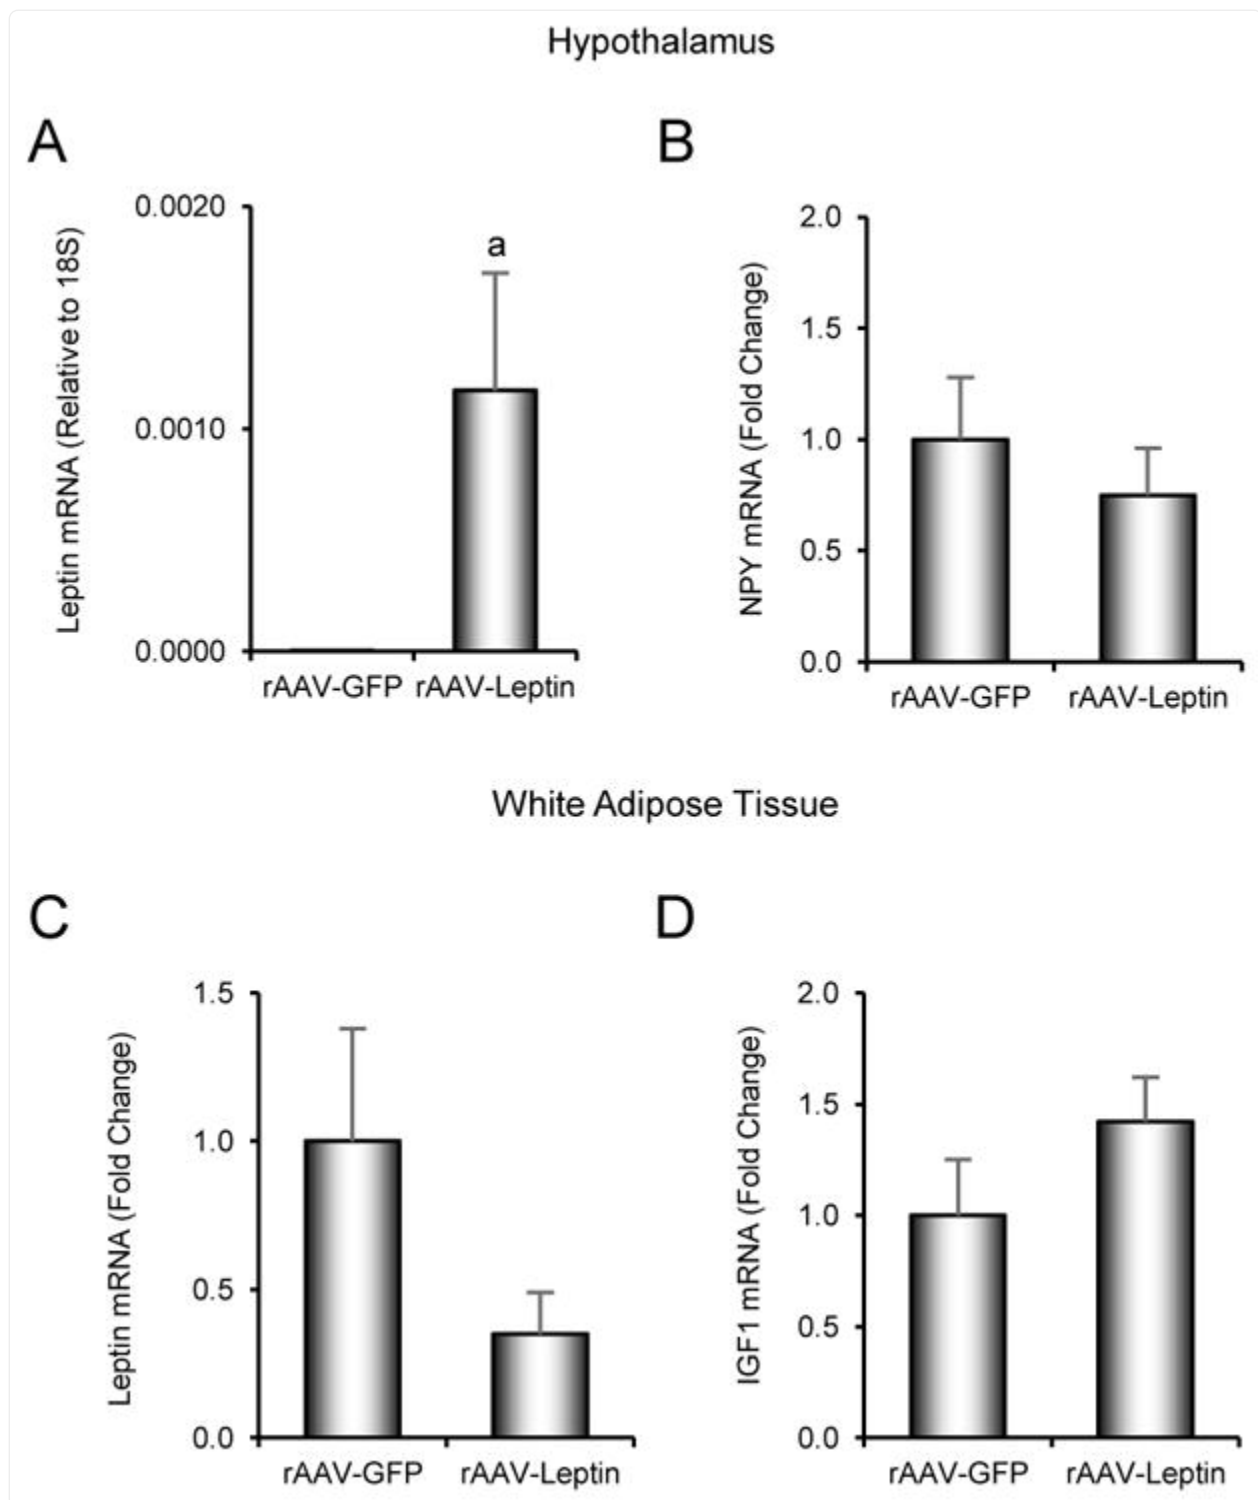 Hypothalamus
A
B
Leptin mRNA (Relative to 18S)
0.0020
0.0010
0.0000
a
rAAV-GFP rAAV-Leptin
NPY mRNA (Fold Change)
2.0
1.5
1.0
0.5
0.0
rAAV-GFP rAAV-Leptin
White Adipose Tissue
C
D
Leptin mRNA (Fold Change)
1.5
1.0
0.5
0.0
rAAV-GFP rAAV-Leptin
IGF1 mRNA (Fold Change)
2.0
1.5
1.0
0.5
0.0
rAAV-GFP rAAV-Leptin